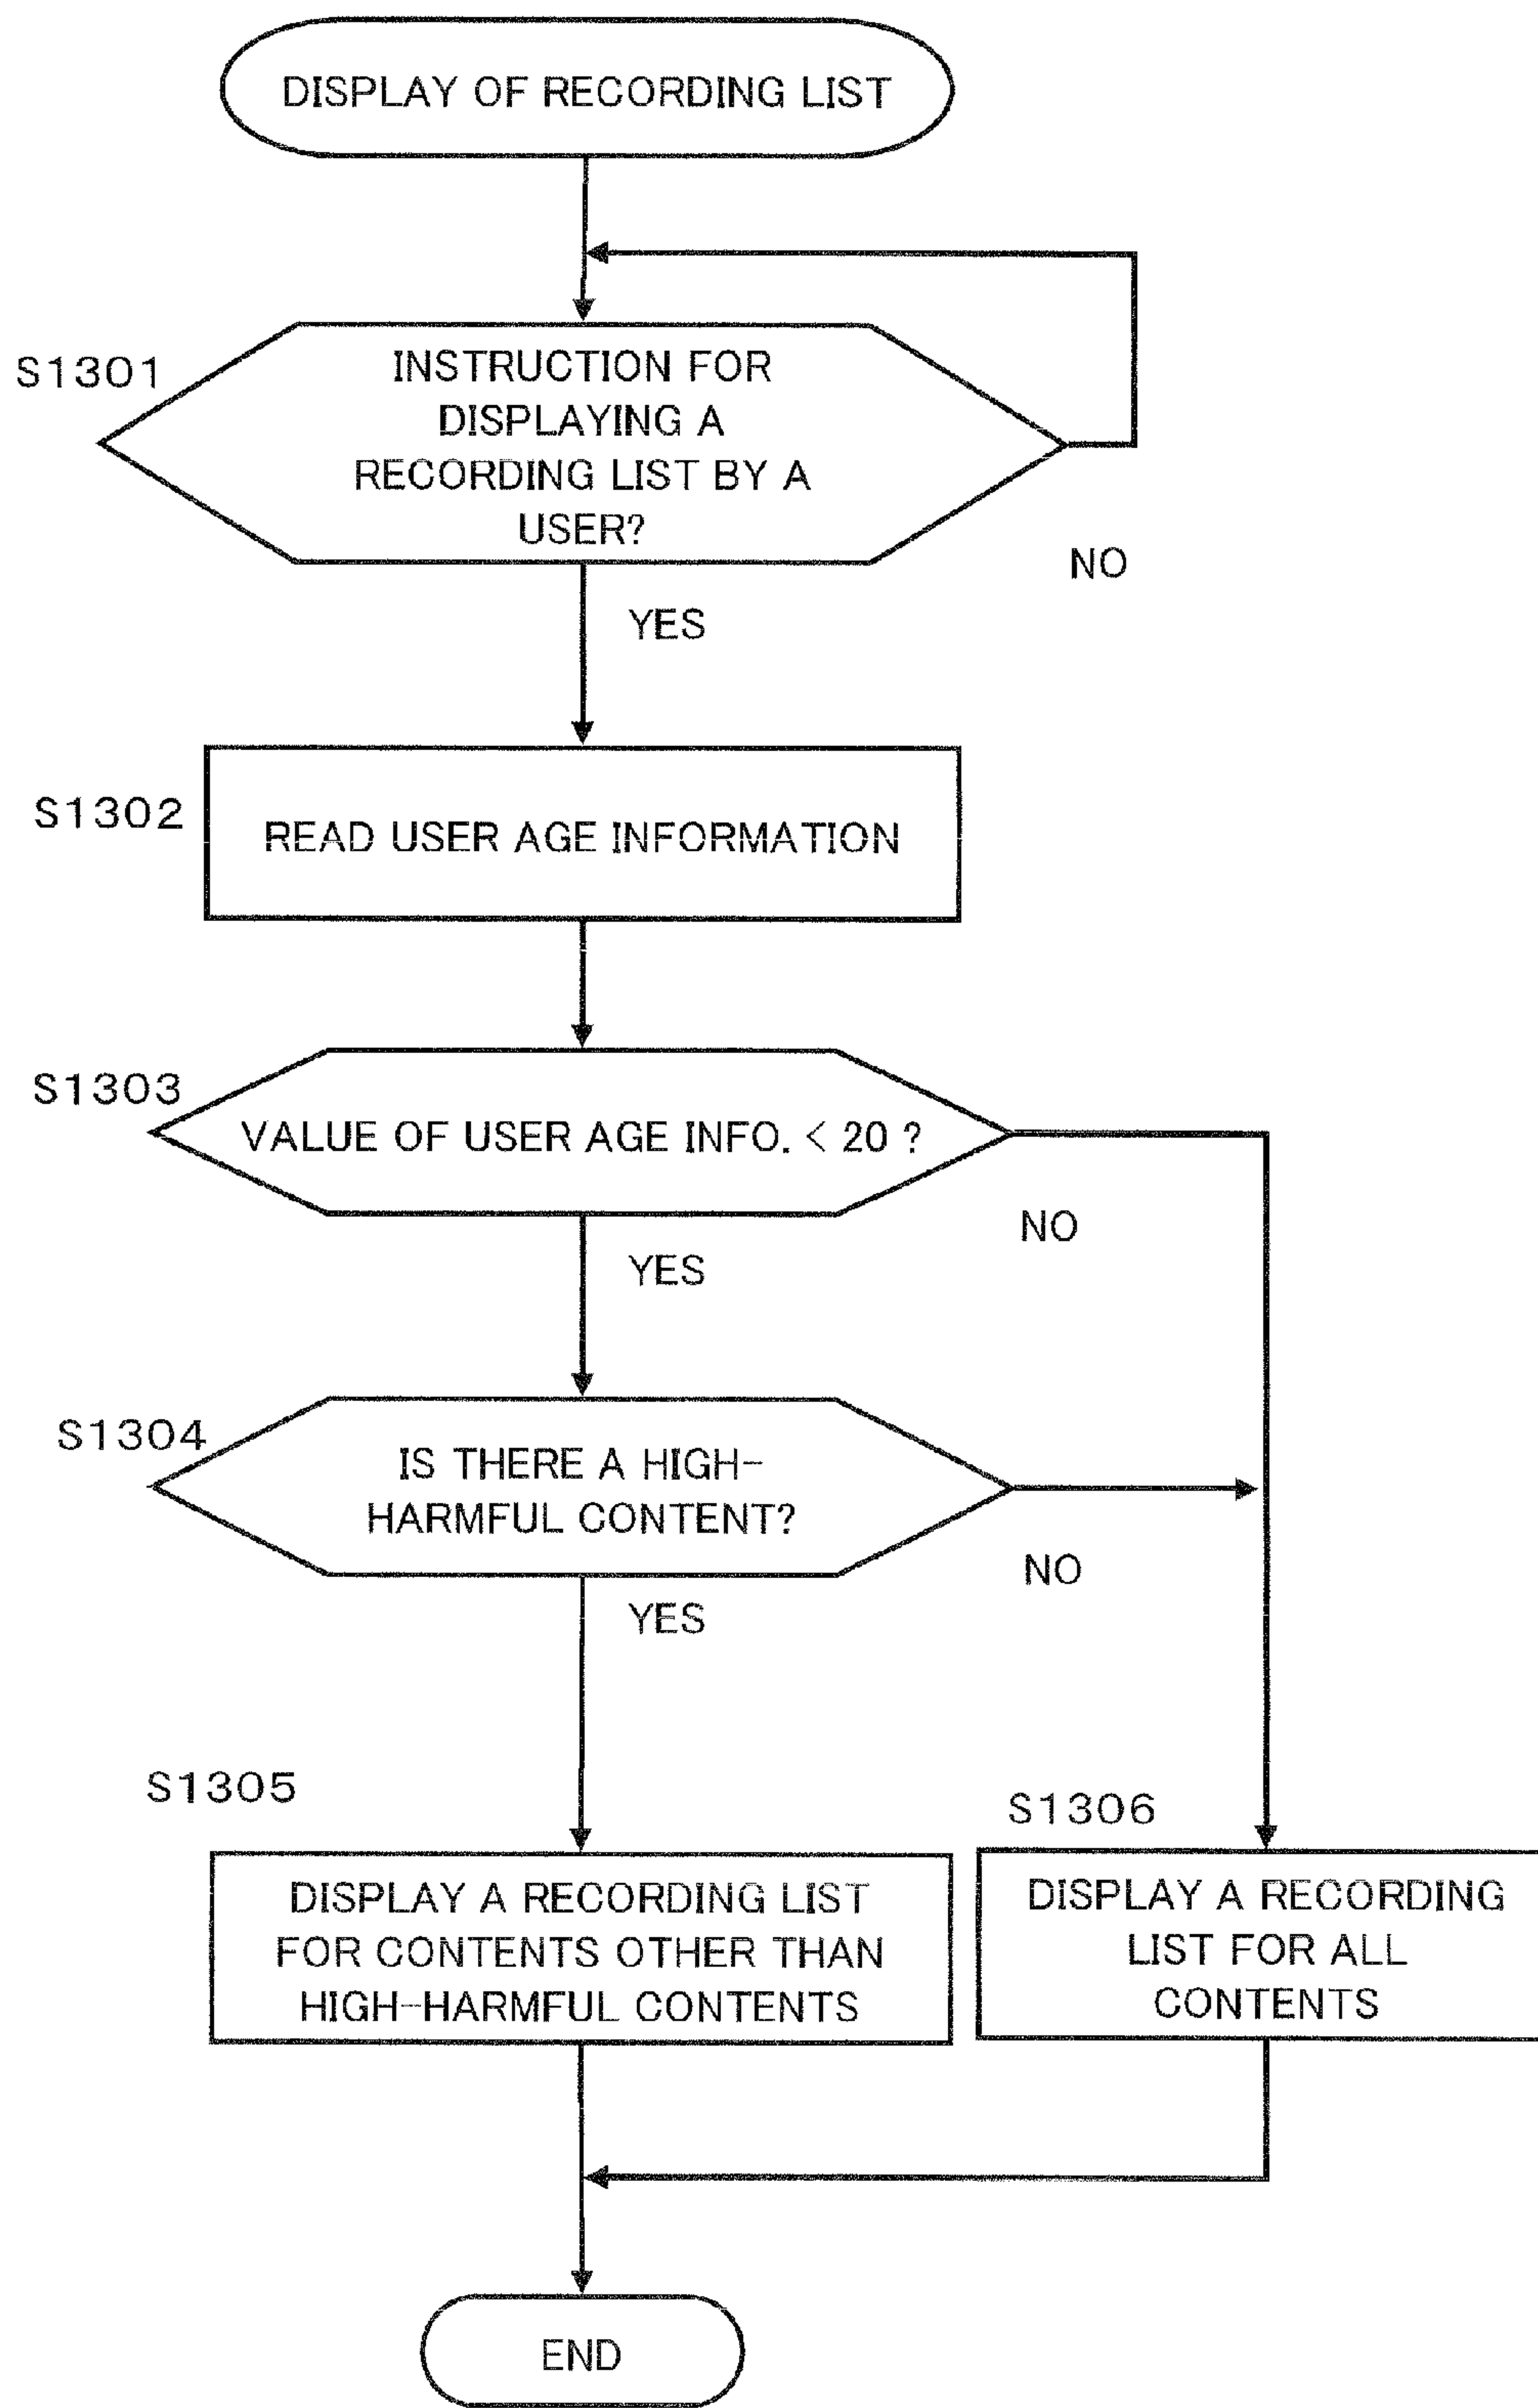 DISPLAY OF RECORDING LIST
S1301
INSTRUCTION FOR
DISPLAYING A
RECORDING LIST BY A
USER?
NO
YES
S1302
READ USER AGE INFORMATION
S1303
VALUE OF USER AGE INFO. < 20 ?
NO
YES
S1304
IS THERE A HIGH-
HARMFUL CONTENT?
NO
YES
S1305
DISPLAY A RECORDING LIST
FOR CONTENTS OTHER THAN
HIGH-HARMFUL CONTENTS
S1306
DISPLAY A RECORDING
LIST FOR ALL
CONTENTS
END